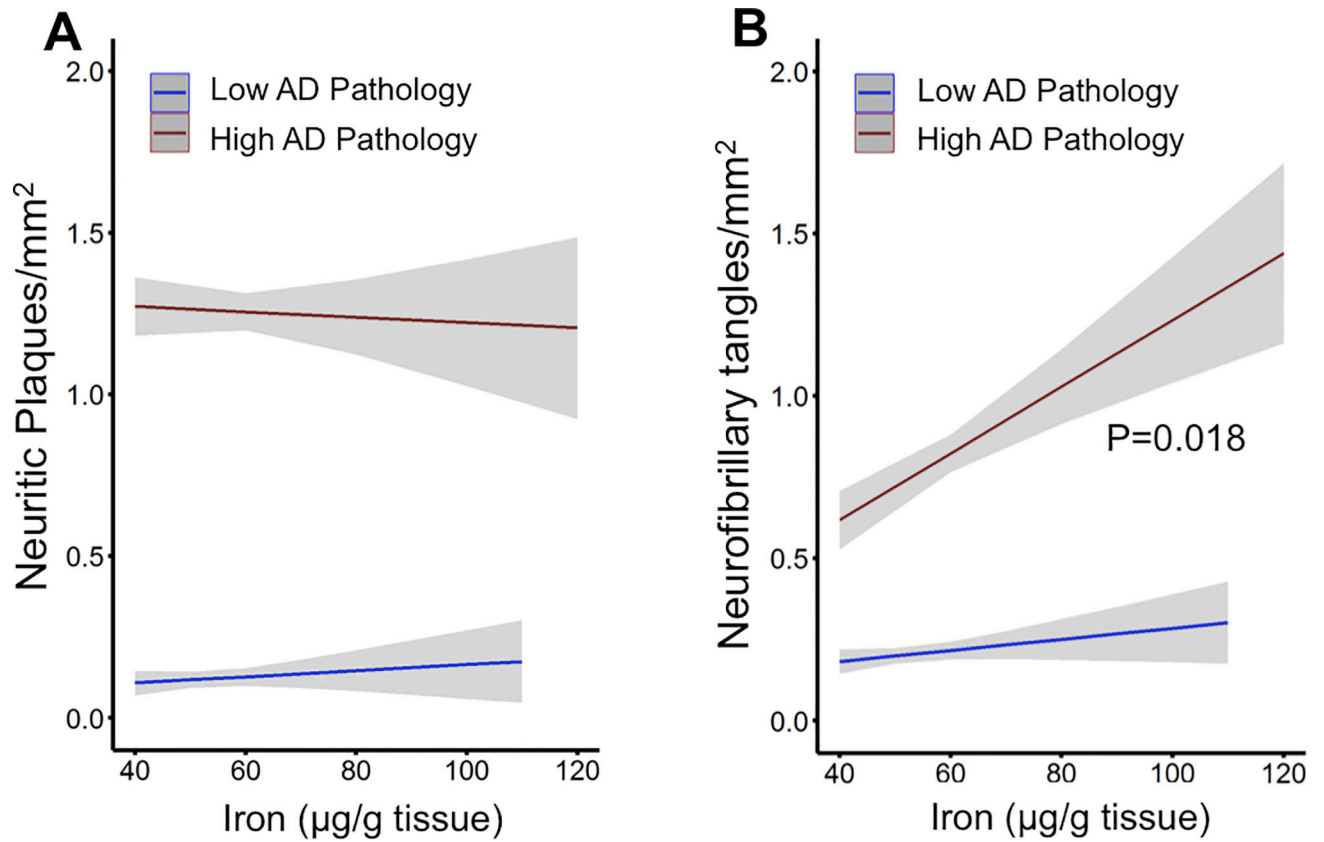 A
Low AD Pathology
High AD Pathology
Neuritic Plaques/mm²
2.0
1.5
1.0
0.5
0.0
40 60 80 100 120
Iron (µg/g tissue)
B
Low AD Pathology
High AD Pathology
Neurofibrillary tangles/mm²
2.0
1.5
1.0
0.5
0.0
P=0.018
40 60 80 100 120
Iron (µg/g tissue)